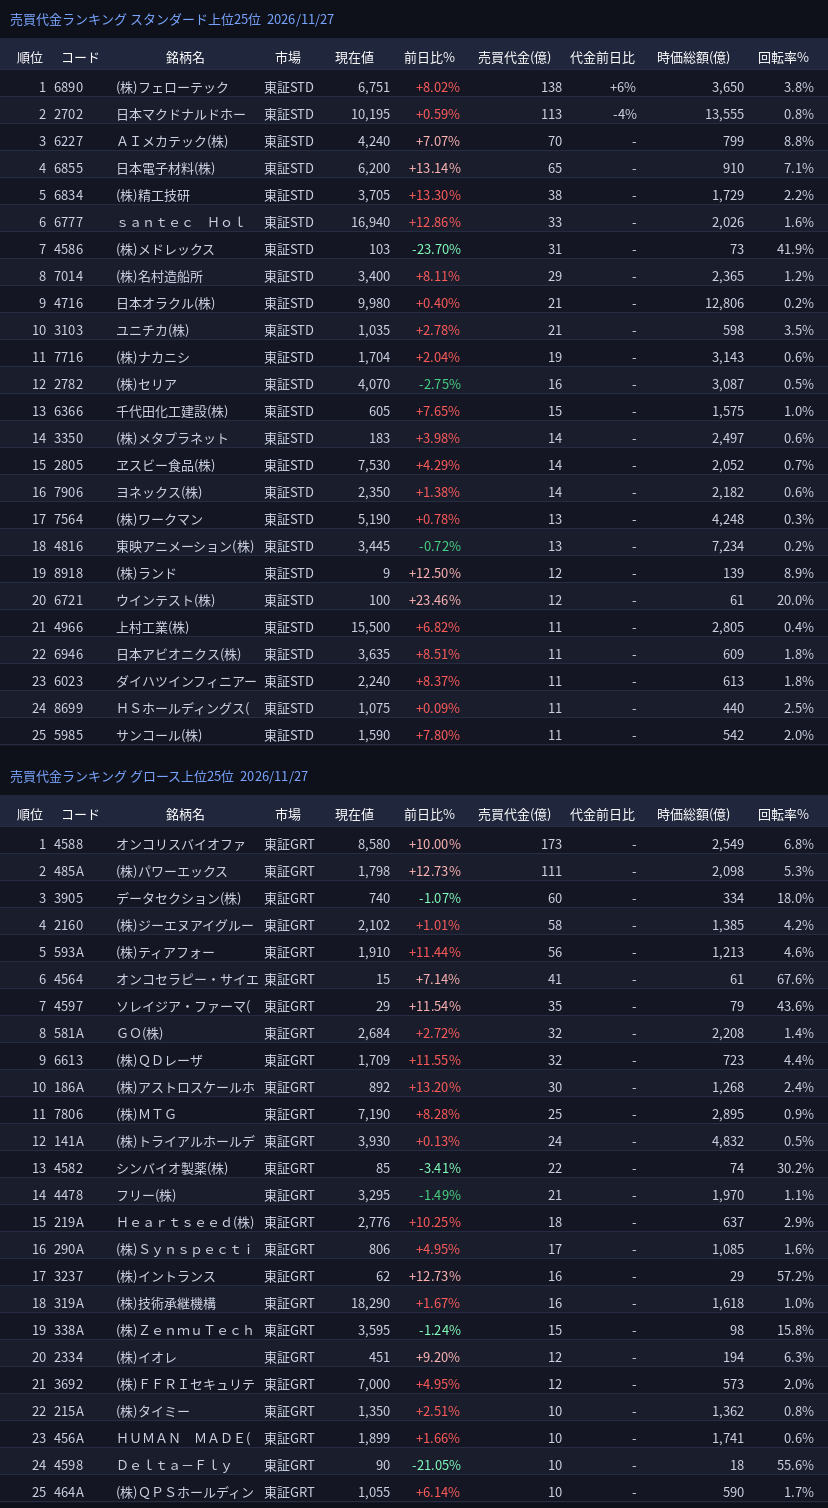 売買代金ランキング スタンダード上位25位 2026/11/27
順位 コード 銘柄名 市場 現在値 前日比% 売買代金(億) 代金前日比 時価総額(億) 回転率%
1 6890 (株)フェローテック 東証STD 6,751 +8.02% 138 +6% 3,650 3.8%
2 2702 日本マクドナルドホー 東証STD 10,195 +0.59% 113 -4% 13,555 0.8%
3 6227 ＡＩメカテック(株) 東証STD 4,240 +7.07% 70 - 799 8.8%
4 6855 日本電子材料(株) 東証STD 6,200 +13.14% 65 - 910 7.1%
5 6834 (株)精工技研 東証STD 3,705 +13.30% 38 - 1,729 2.2%
6 6777 ｓａｎｔｅｃ　Ｈｏｌ 東証STD 16,940 +12.86% 33 - 2,026 1.6%
7 4586 (株)メドレックス 東証STD 103 -23.70% 31 - 73 41.9%
8 7014 (株)名村造船所 東証STD 3,400 +8.11% 29 - 2,365 1.2%
9 4716 日本オラクル(株) 東証STD 9,980 +0.40% 21 - 12,806 0.2%
10 3103 ユニチカ(株) 東証STD 1,035 +2.78% 21 - 598 3.5%
11 7716 (株)ナカニシ 東証STD 1,704 +2.04% 19 - 3,143 0.6%
12 2782 (株)セリア 東証STD 4,070 -2.75% 16 - 3,087 0.5%
13 6366 千代田化工建設(株) 東証STD 605 +7.65% 15 - 1,575 1.0%
14 3350 (株)メタプラネット 東証STD 183 +3.98% 14 - 2,497 0.6%
15 2805 ヱスビー食品(株) 東証STD 7,530 +4.29% 14 - 2,052 0.7%
16 7906 ヨネックス(株) 東証STD 2,350 +1.38% 14 - 2,182 0.6%
17 7564 (株)ワークマン 東証STD 5,190 +0.78% 13 - 4,248 0.3%
18 4816 東映アニメーション(株) 東証STD 3,445 -0.72% 13 - 7,234 0.2%
19 8918 (株)ランド 東証STD 9 +12.50% 12 - 139 8.9%
20 6721 ウインテスト(株) 東証STD 100 +23.46% 12 - 61 20.0%
21 4966 上村工業(株) 東証STD 15,500 +6.82% 11 - 2,805 0.4%
22 6946 日本アビオニクス(株) 東証STD 3,635 +8.51% 11 - 609 1.8%
23 6023 ダイハツインフィニアー 東証STD 2,240 +8.37% 11 - 613 1.8%
24 8699 ＨＳホールディングス( 東証STD 1,075 +0.09% 11 - 440 2.5%
25 5985 サンコール(株) 東証STD 1,590 +7.80% 11 - 542 2.0%
売買代金ランキング グロース上位25位 2026/11/27
順位 コード 銘柄名 市場 現在値 前日比% 売買代金(億) 代金前日比 時価総額(億) 回転率%
1 4588 オンコリスバイオファ 東証GRT 8,580 +10.00% 173 - 2,549 6.8%
2 485A (株)パワーエックス 東証GRT 1,798 +12.73% 111 - 2,098 5.3%
3 3905 データセクション(株) 東証GRT 740 -1.07% 60 - 334 18.0%
4 2160 (株)ジーエヌアイグルー 東証GRT 2,102 +1.01% 58 - 1,385 4.2%
5 593A (株)ティアフォー 東証GRT 1,910 +11.44% 56 - 1,213 4.6%
6 4564 オンコセラピー・サイエ 東証GRT 15 +7.14% 41 - 61 67.6%
7 4597 ソレイジア・ファーマ( 東証GRT 29 +11.54% 35 - 79 43.6%
8 581A ＧＯ(株) 東証GRT 2,684 +2.72% 32 - 2,208 1.4%
9 6613 (株)ＱＤレーザ 東証GRT 1,709 +11.55% 32 - 723 4.4%
10 186A (株)アストロスケールホ 東証GRT 892 +13.20% 30 - 1,268 2.4%
11 7806 (株)ＭＴＧ 東証GRT 7,190 +8.28% 25 - 2,895 0.9%
12 141A (株)トライアルホールデ 東証GRT 3,930 +0.13% 24 - 4,832 0.5%
13 4582 シンバイオ製薬(株) 東証GRT 85 -3.41% 22 - 74 30.2%
14 4478 フリー(株) 東証GRT 3,295 -1.49% 21 - 1,970 1.1%
15 219A Ｈｅａｒｔｓｅｅｄ(株) 東証GRT 2,776 +10.25% 18 - 637 2.9%
16 290A (株)Ｓｙｎｓｐｅｃｔｉ 東証GRT 806 +4.95% 17 - 1,085 1.6%
17 3237 (株)イントランス 東証GRT 62 +12.73% 16 - 29 57.2%
18 319A (株)技術承継機構 東証GRT 18,290 +1.67% 16 - 1,618 1.0%
19 338A (株)ＺｅｎｍｕＴｅｃｈ 東証GRT 3,595 -1.24% 15 - 98 15.8%
20 2334 (株)イオレ 東証GRT 451 +9.20% 12 - 194 6.3%
21 3692 (株)ＦＦＲＩセキュリテ 東証GRT 7,000 +4.95% 12 - 573 2.0%
22 215A (株)タイミー 東証GRT 1,350 +2.51% 10 - 1,362 0.8%
23 456A ＨＵＭＡＮ　ＭＡＤＥ( 東証GRT 1,899 +1.66% 10 - 1,741 0.6%
24 4598 Ｄｅｌｔａ－Ｆｌｙ 東証GRT 90 -21.05% 10 - 18 55.6%
25 464A (株)ＱＰＳホールディン 東証GRT 1,055 +6.14% 10 - 590 1.7%